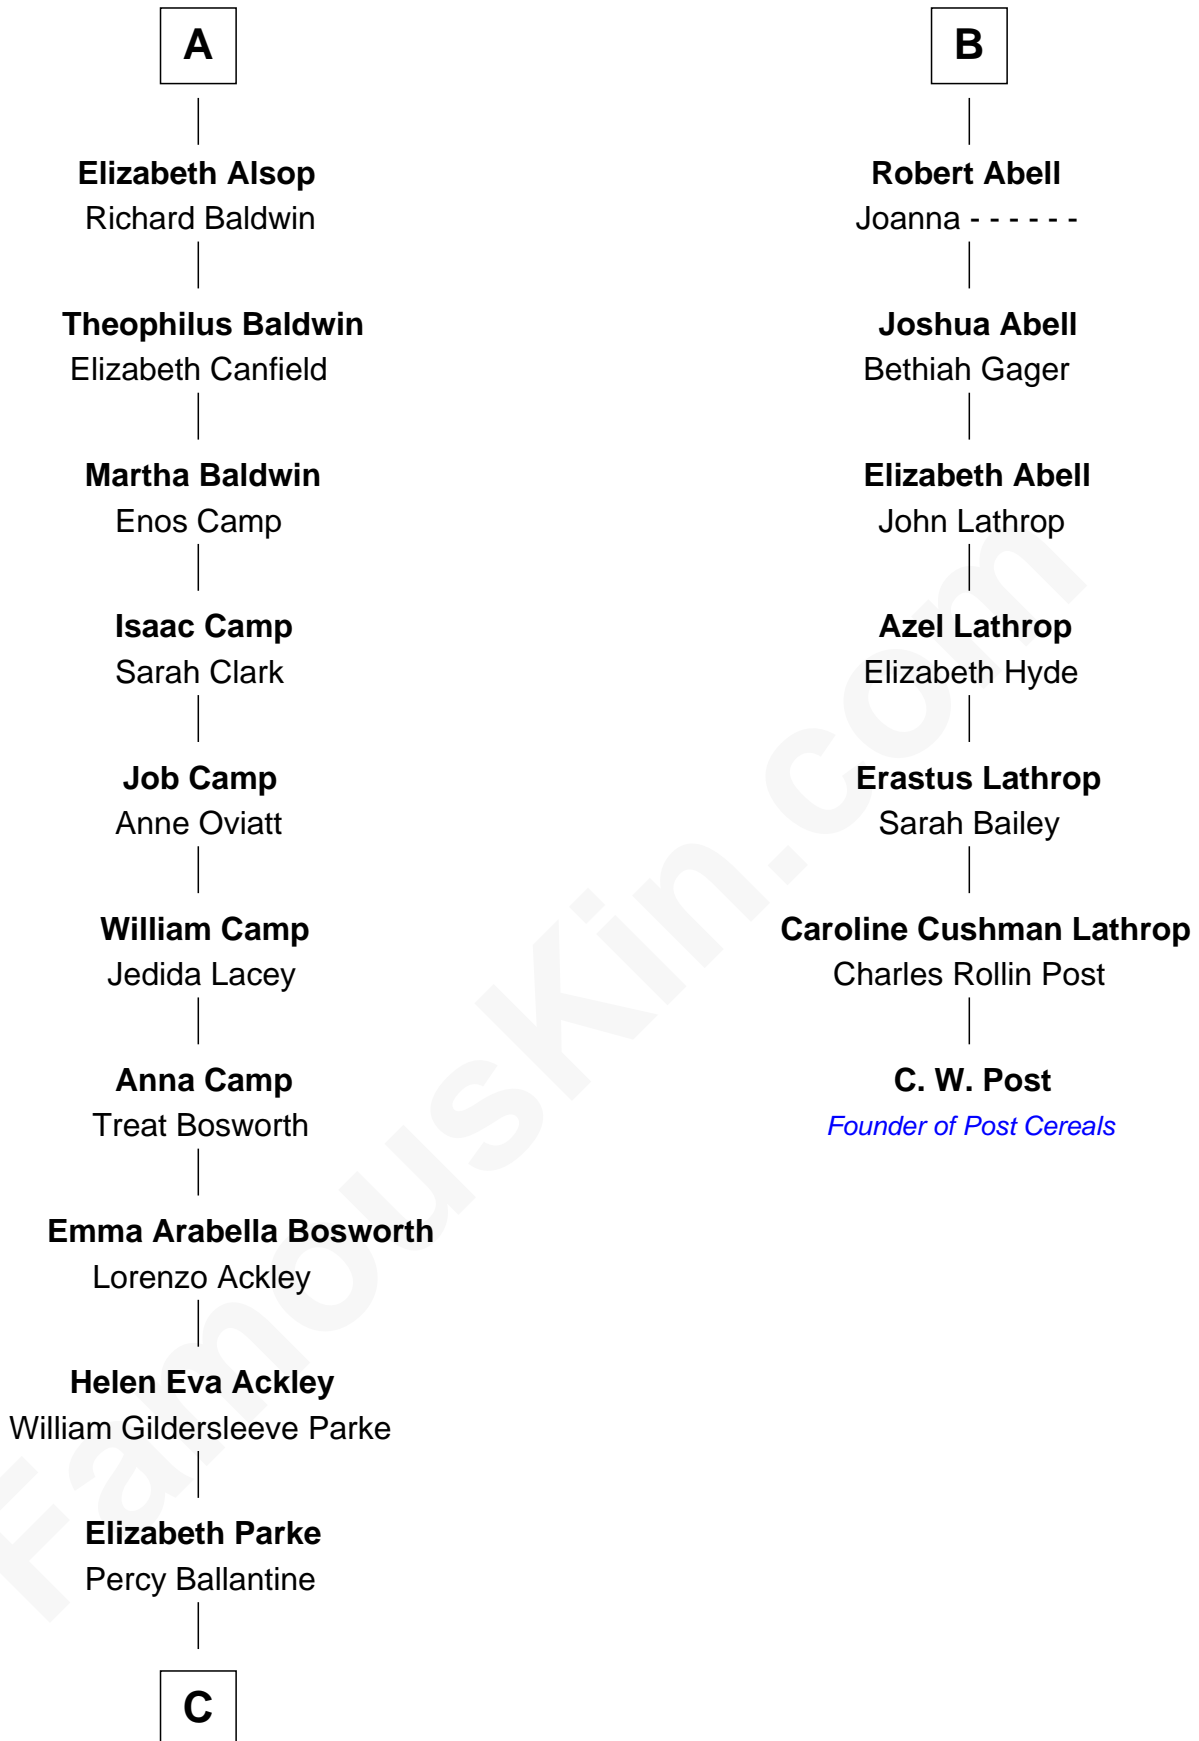 A
Elizabeth Alsop
Richard Baldwin
Theophilus Baldwin
Elizabeth Canfield
Martha Baldwin
Enos Camp
Isaac Camp
Sarah Clark
Job Camp
Anne Oviatt
William Camp
Jedida Lacey
Anna Camp
Treat Bosworth
Emma Arabella Bosworth
Lorenzo Ackley
Helen Eva Ackley
William Gildersleeve Parke
Elizabeth Parke
Percy Ballantine
C
B
Robert Abell
Joanna - - - - - -
Joshua Abell
Bethiah Gager
Elizabeth Abell
John Lathrop
Azel Lathrop
Elizabeth Hyde
Erastus Lathrop
Sarah Bailey
Caroline Cushman Lathrop
Charles Rollin Post
C. W. Post
Founder of Post Cereals
FamousKin.com